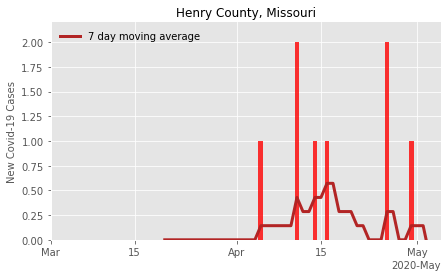 Henry County, Missouri
7 day moving average
New Covid-19 Cases
2.00
1.75
1.50
1.25
1.00
0.75
0.50
0.25
0.00
Mar 15 Apr 15 May
2020-May